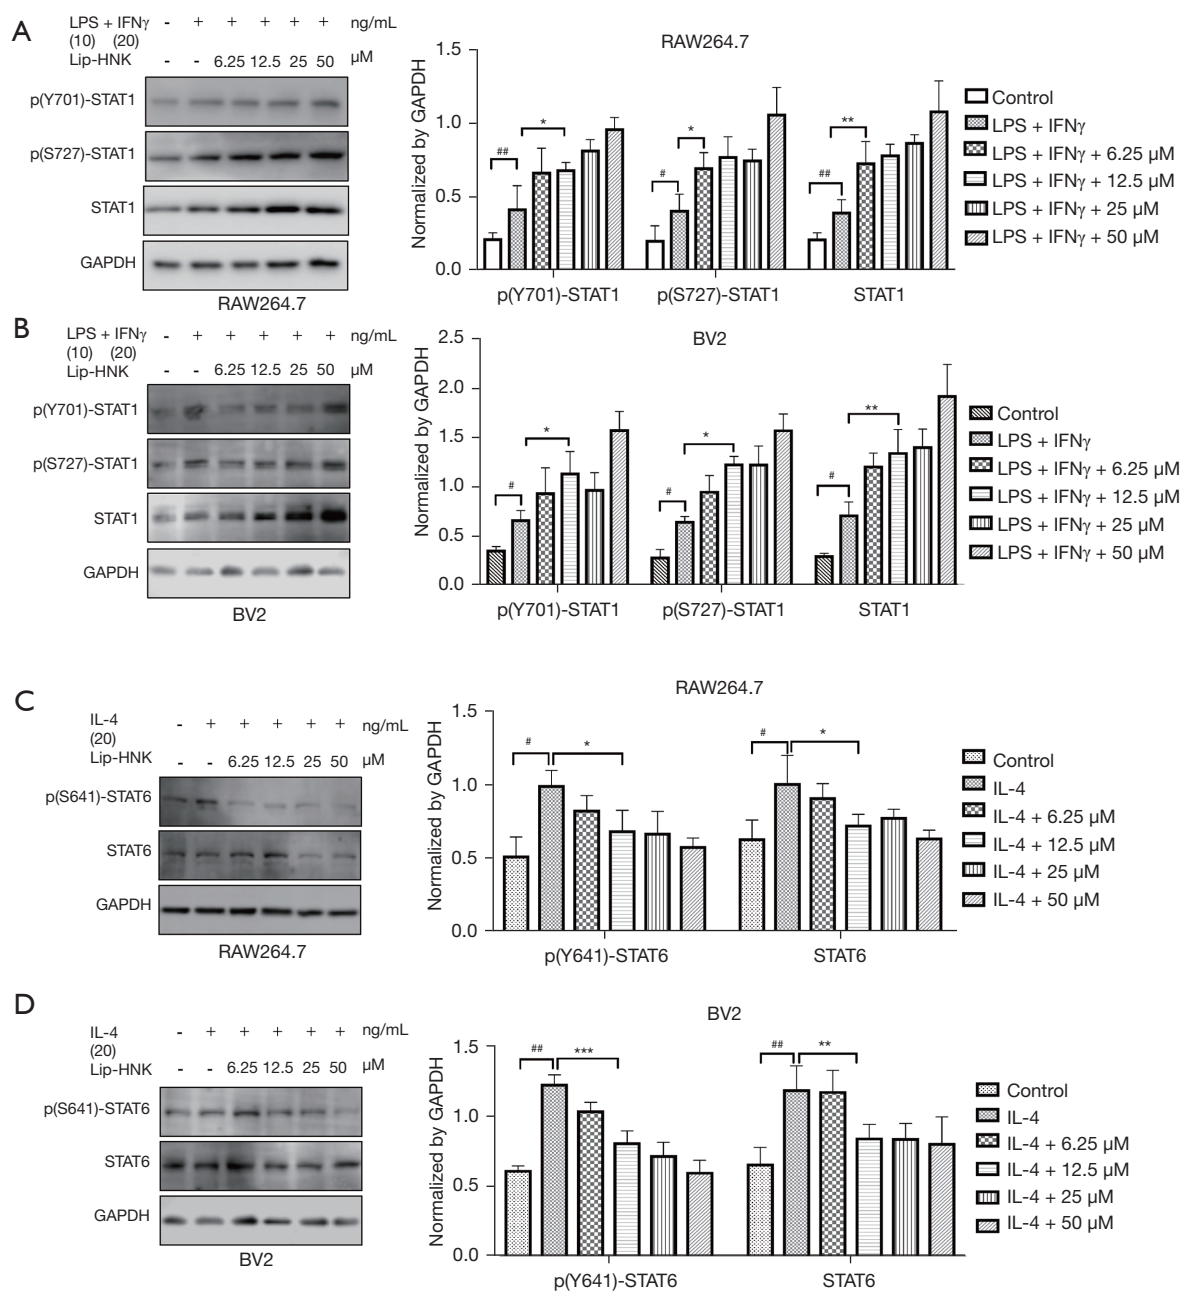 A
LPS + IFNγ - + + + + + ng/mL
(10) (20)
Lip-HNK - - 6.25 12.5 25 50 µM
p(Y701)-STAT1
p(S727)-STAT1
STAT1
GAPDH
RAW264.7
RAW264.7
Normalized by GAPDH
1.5
1.0
0.5
0.0
## * # * ## **
p(Y701)-STAT1 p(S727)-STAT1 STAT1
Control
LPS + IFNγ
LPS + IFNγ + 6.25 µM
LPS + IFNγ + 12.5 µM
LPS + IFNγ + 25 µM
LPS + IFNγ + 50 µM
B
LPS + IFNγ - + + + + + ng/mL
(10) (20)
Lip-HNK - - 6.25 12.5 25 50 µM
p(Y701)-STAT1
p(S727)-STAT1
STAT1
GAPDH
BV2
BV2
Normalized by GAPDH
2.5
2.0
1.5
1.0
0.5
0.0
# * # * # **
p(Y701)-STAT1 p(S727)-STAT1 STAT1
Control
LPS + IFNγ
LPS + IFNγ + 6.25 µM
LPS + IFNγ + 12.5 µM
LPS + IFNγ + 25 µM
LPS + IFNγ + 50 µM
C
IL-4 - + + + + + ng/mL
(20)
Lip-HNK - - 6.25 12.5 25 50 µM
p(S641)-STAT6
STAT6
GAPDH
RAW264.7
RAW264.7
Normalized by GAPDH
1.5
1.0
0.5
0.0
# * # *
p(Y641)-STAT6 STAT6
Control
IL-4
IL-4 + 6.25 µM
IL-4 + 12.5 µM
IL-4 + 25 µM
IL-4 + 50 µM
D
IL-4 - + + + + + ng/mL
(20)
Lip-HNK - - 6.25 12.5 25 50 µM
p(S641)-STAT6
STAT6
GAPDH
BV2
BV2
Normalized by GAPDH
1.5
1.0
0.5
0.0
## *** ## **
p(Y641)-STAT6 STAT6
Control
IL-4
IL-4 + 6.25 µM
IL-4 + 12.5 µM
IL-4 + 25 µM
IL-4 + 50 µM